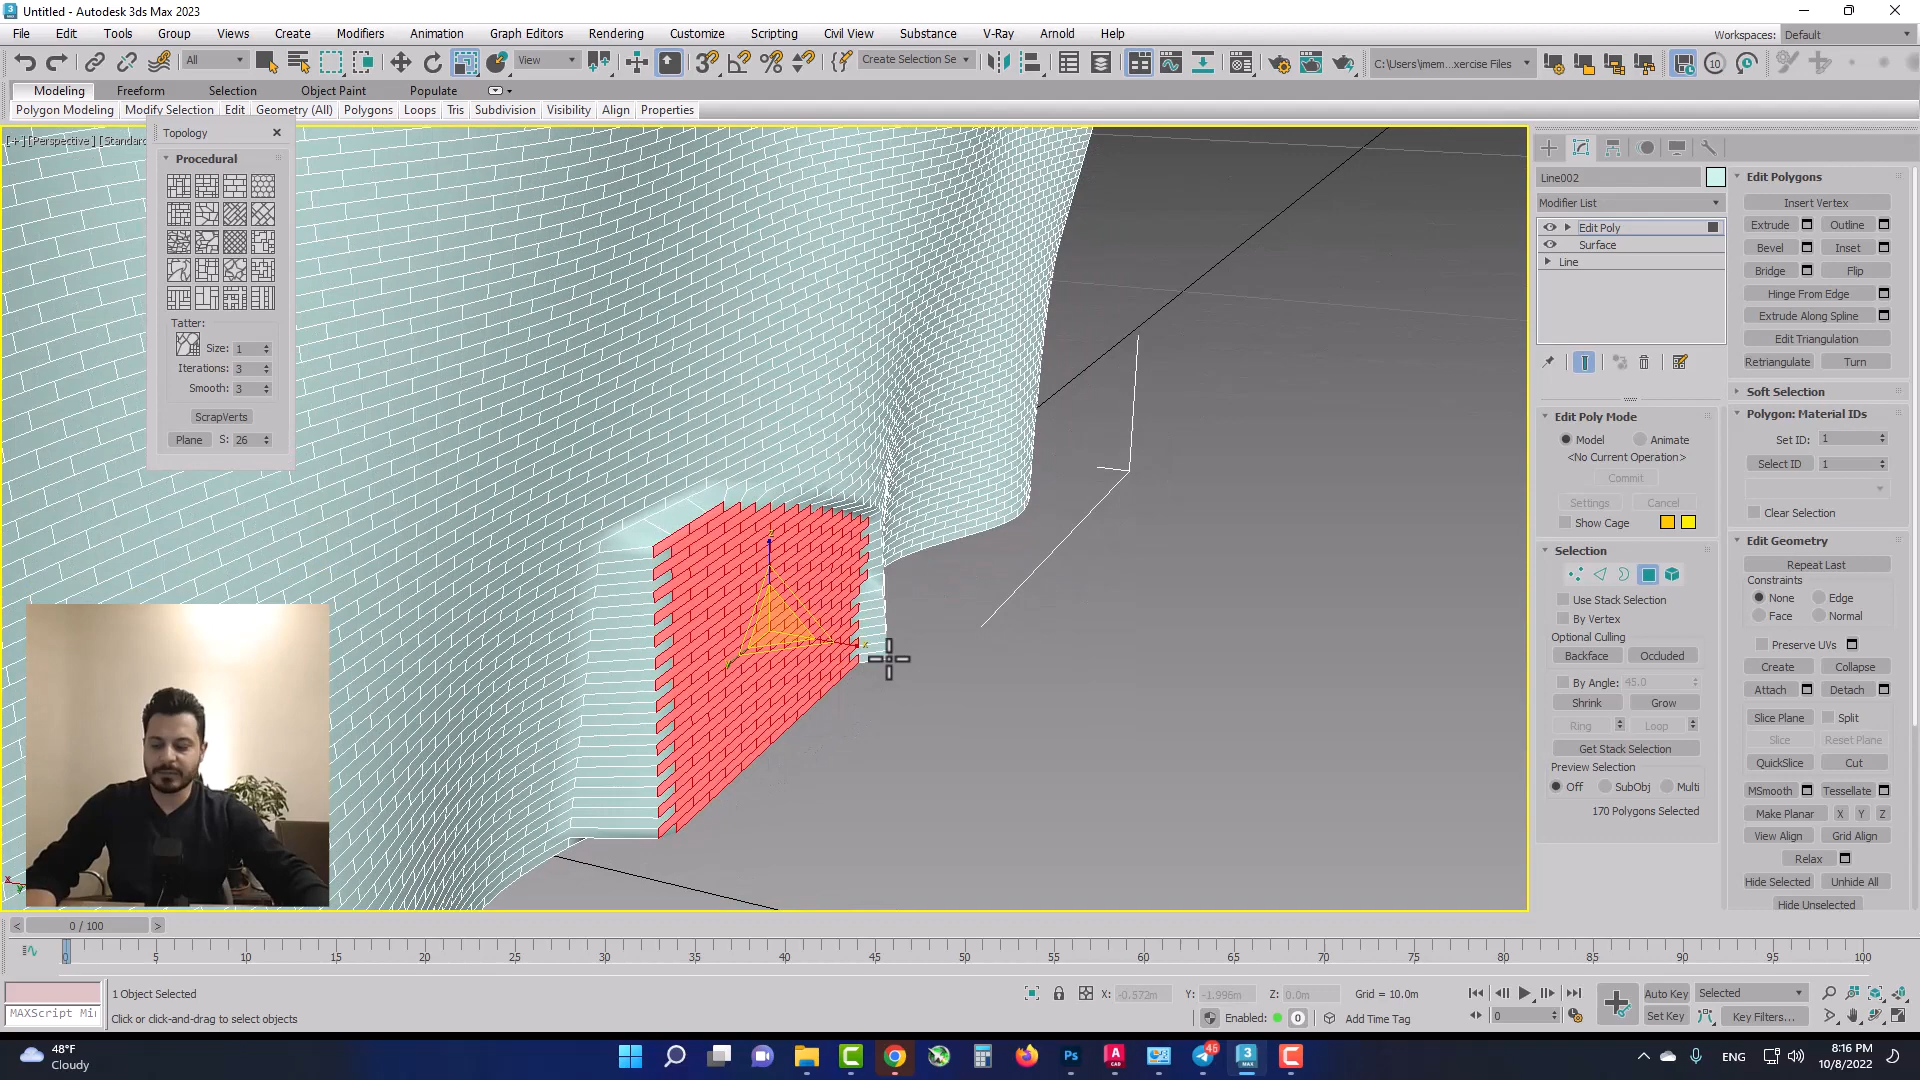 Untitled - Autodesk 3ds Max 2023
File Edit Tools Group Views Create Modifiers Animation Graph Editors Rendering Customize Scripting Civil View Substance V-Ray Arnold Help
Workspaces: Default
All View Create Selection Se C:\Users\mem...xercise Files
Modeling Freeform Selection Object Paint Populate
Polygon Modeling Modify Selection Edit Geometry (All) Polygons Loops Tris Subdivision Visibility Align Properties
[+] [Perspective ] [ Standard
Topology
Procedural
Tatter:
Size: 1
Iterations: 3
Smooth: 3
ScrapVerts
Plane S: 26
Line002
Modifier List
Edit Poly
Surface
Line
Edit Poly Mode
Model Animate
<No Current Operation>
Commit
Settings Cancel
Show Cage
Selection
Use Stack Selection
By Vertex
Optional Culling
Backface Occluded
By Angle: 45.0
Shrink Grow
Ring Loop
Get Stack Selection
Preview Selection
Off SubObj Multi
170 Polygons Selected
Edit Polygons
Insert Vertex
Extrude Outline
Bevel Inset
Bridge Flip
Hinge From Edge
Extrude Along Spline
Edit Triangulation
Retriangulate Turn
Soft Selection
Polygon: Material IDs
Set ID: 1
Select ID 1
Clear Selection
Edit Geometry
Repeat Last
Constraints
None Edge
Face Normal
Preserve UVs
Create Collapse
Attach Detach
Slice Plane Split
Slice Reset Plane
QuickSlice Cut
MSmooth Tessellate
Make Planar X Y Z
View Align Grid Align
Relax
Hide Selected Unhide All
Hide Unselected
0 / 100
0 5 10 15 20 25 30 35 40 45 50 55 60 65 70 75 80 85 90 95 100
1 Object Selected
X: -0.572m Y: -1.996m Z: 0.0m Grid = 10.0m
Auto Key Selected
MAXScript Mi
Click or click-and-drag to select objects
Enabled: 0 Add Time Tag
0
Set Key Key Filters...
48°F
Cloudy
46
ENG
8:16 PM
10/8/2022